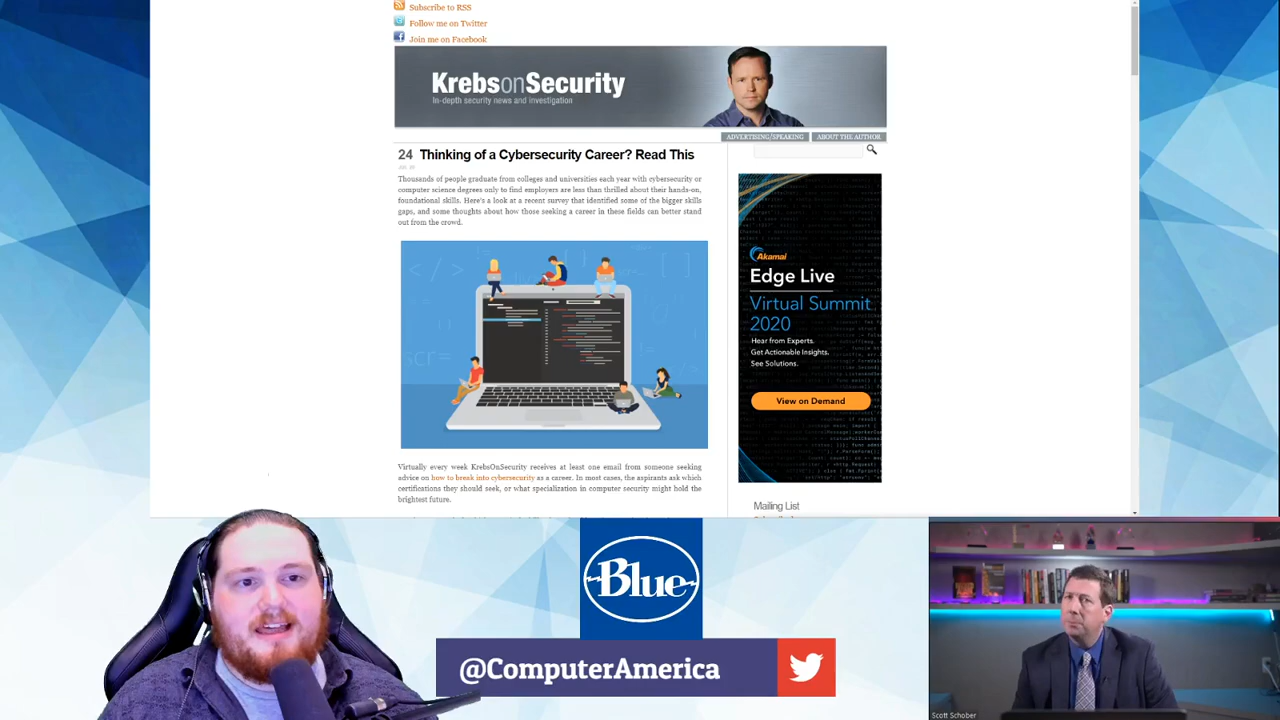 Subscribe to RSS
Follow me on Twitter
Join me on Facebook
KrebsonSecurity
In-depth security news and investigation
ADVERTISING/SPEAKING
ABOUT THE AUTHOR
24 Thinking of a Cybersecurity Career? Read This
Thousands of people graduate from colleges and universities each year with cybersecurity or
computer science degrees only to find employers are less than thrilled about their hands-on,
foundational skills. Here's a look at a recent survey that identified some of the bigger skills
gaps, and some thoughts about how those seeking a career in these fields can better stand
out from the crowd.
Akamai
Edge Live
Virtual Summit
2020
Hear from Experts.
Get Actionable Insights.
See Solutions.
View on Demand
Virtually every week KrebsOnSecurity receives at least one email from someone seeking
advice on how to break into cybersecurity as a career. In most cases, the aspirants ask which
certifications they should seek, or what specialization in computer security might hold the
brightest future.
Mailing List
Blue
@ComputerAmerica
Scott Schober